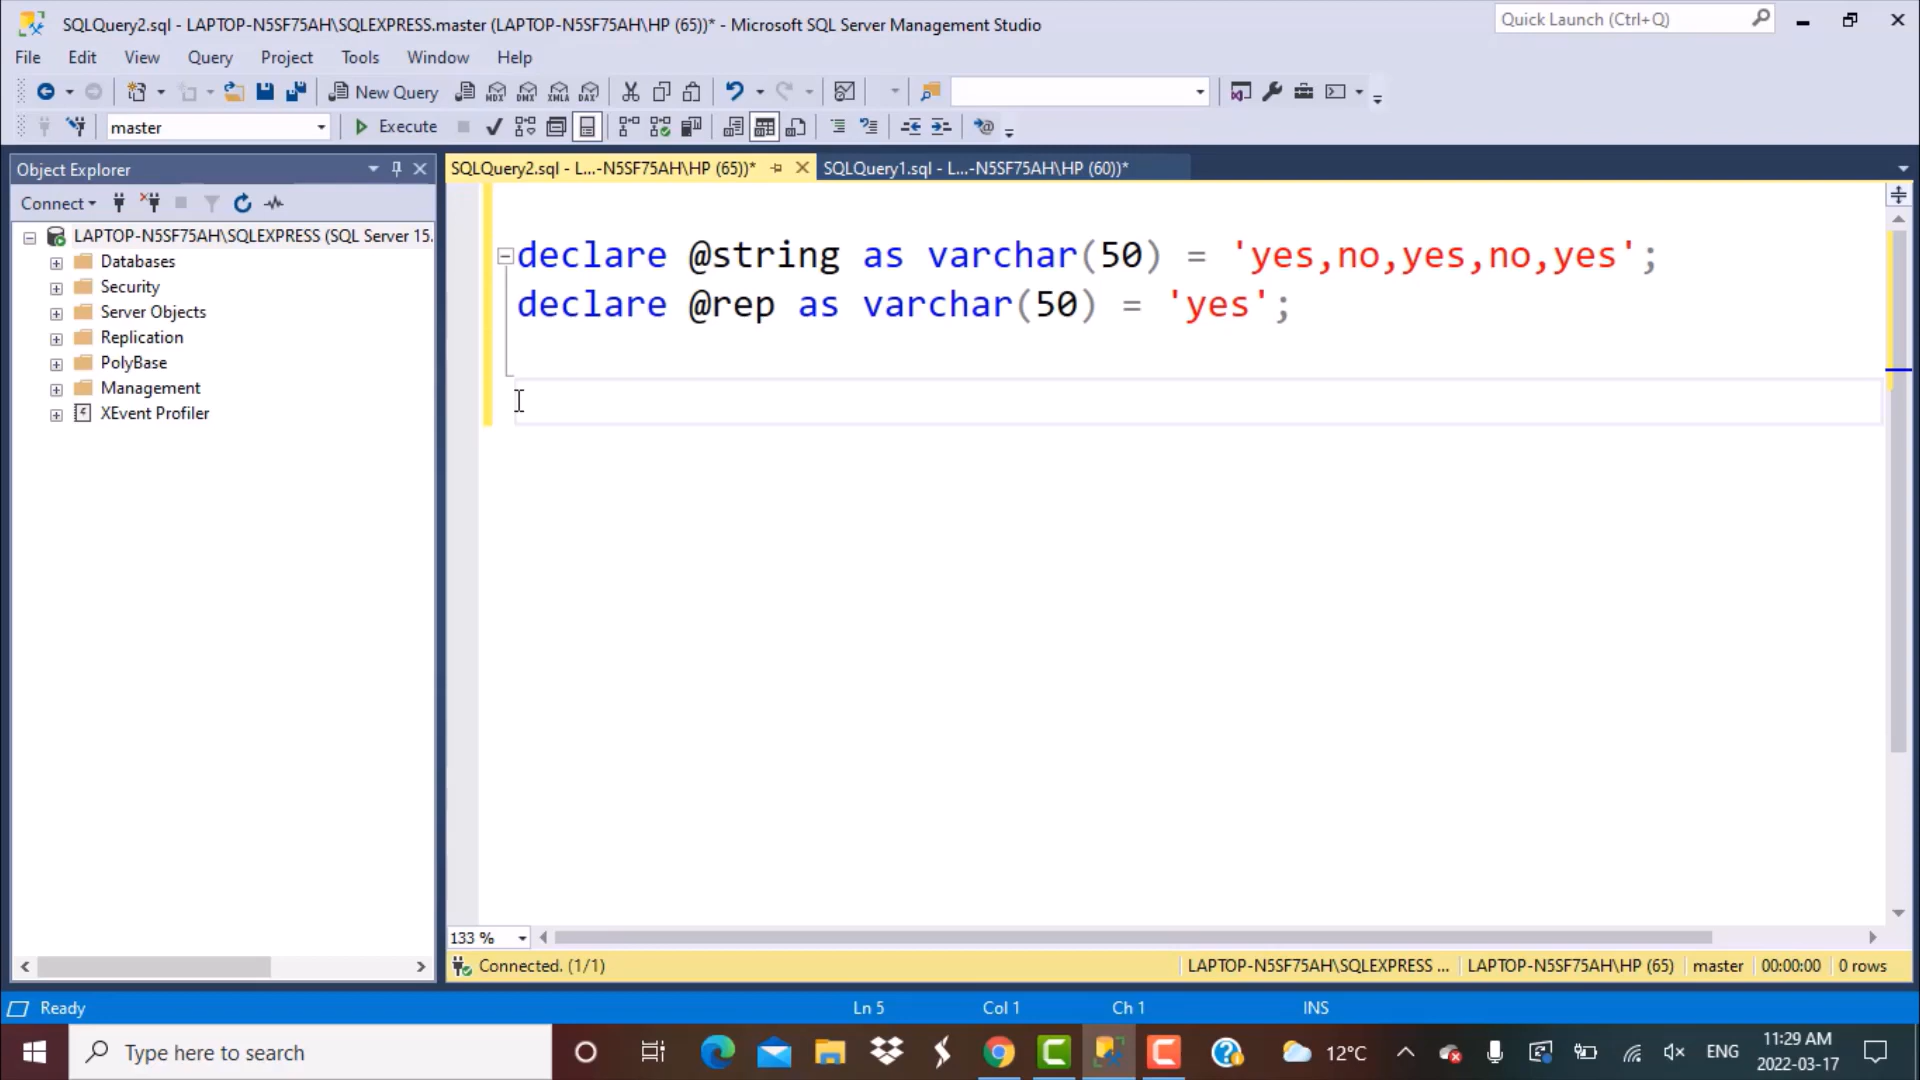 SQLQuery2.sql - LAPTOP-N5SF75AH\SQLEXPRESS.master (LAPTOP-N5SF75AH\HP (65))* - Microsoft SQL Server Management Studio
Quick Launch (Ctrl+Q)
File Edit View Query Project Tools Window Help
New Query
MDX DMX XMLA DAX
master
Execute
Object Explorer
SQLQuery2.sql - L...-N5SF75AH\HP (65))*
SQLQuery1.sql - L...-N5SF75AH\HP (60))*
Connect
LAPTOP-N5SF75AH\SQLEXPRESS (SQL Server 15.
Databases
Security
Server Objects
Replication
PolyBase
Management
XEvent Profiler
declare @string as varchar(50) = 'yes,no,yes,no,yes';
declare @rep as varchar(50) = 'yes';
133 %
Connected. (1/1)
LAPTOP-N5SF75AH\SQLEXPRESS ...
LAPTOP-N5SF75AH\HP (65)
master
00:00:00
0 rows
Ready
Ln 5
Col 1
Ch 1
INS
Type here to search
12°C
ENG
11:29 AM
2022-03-17